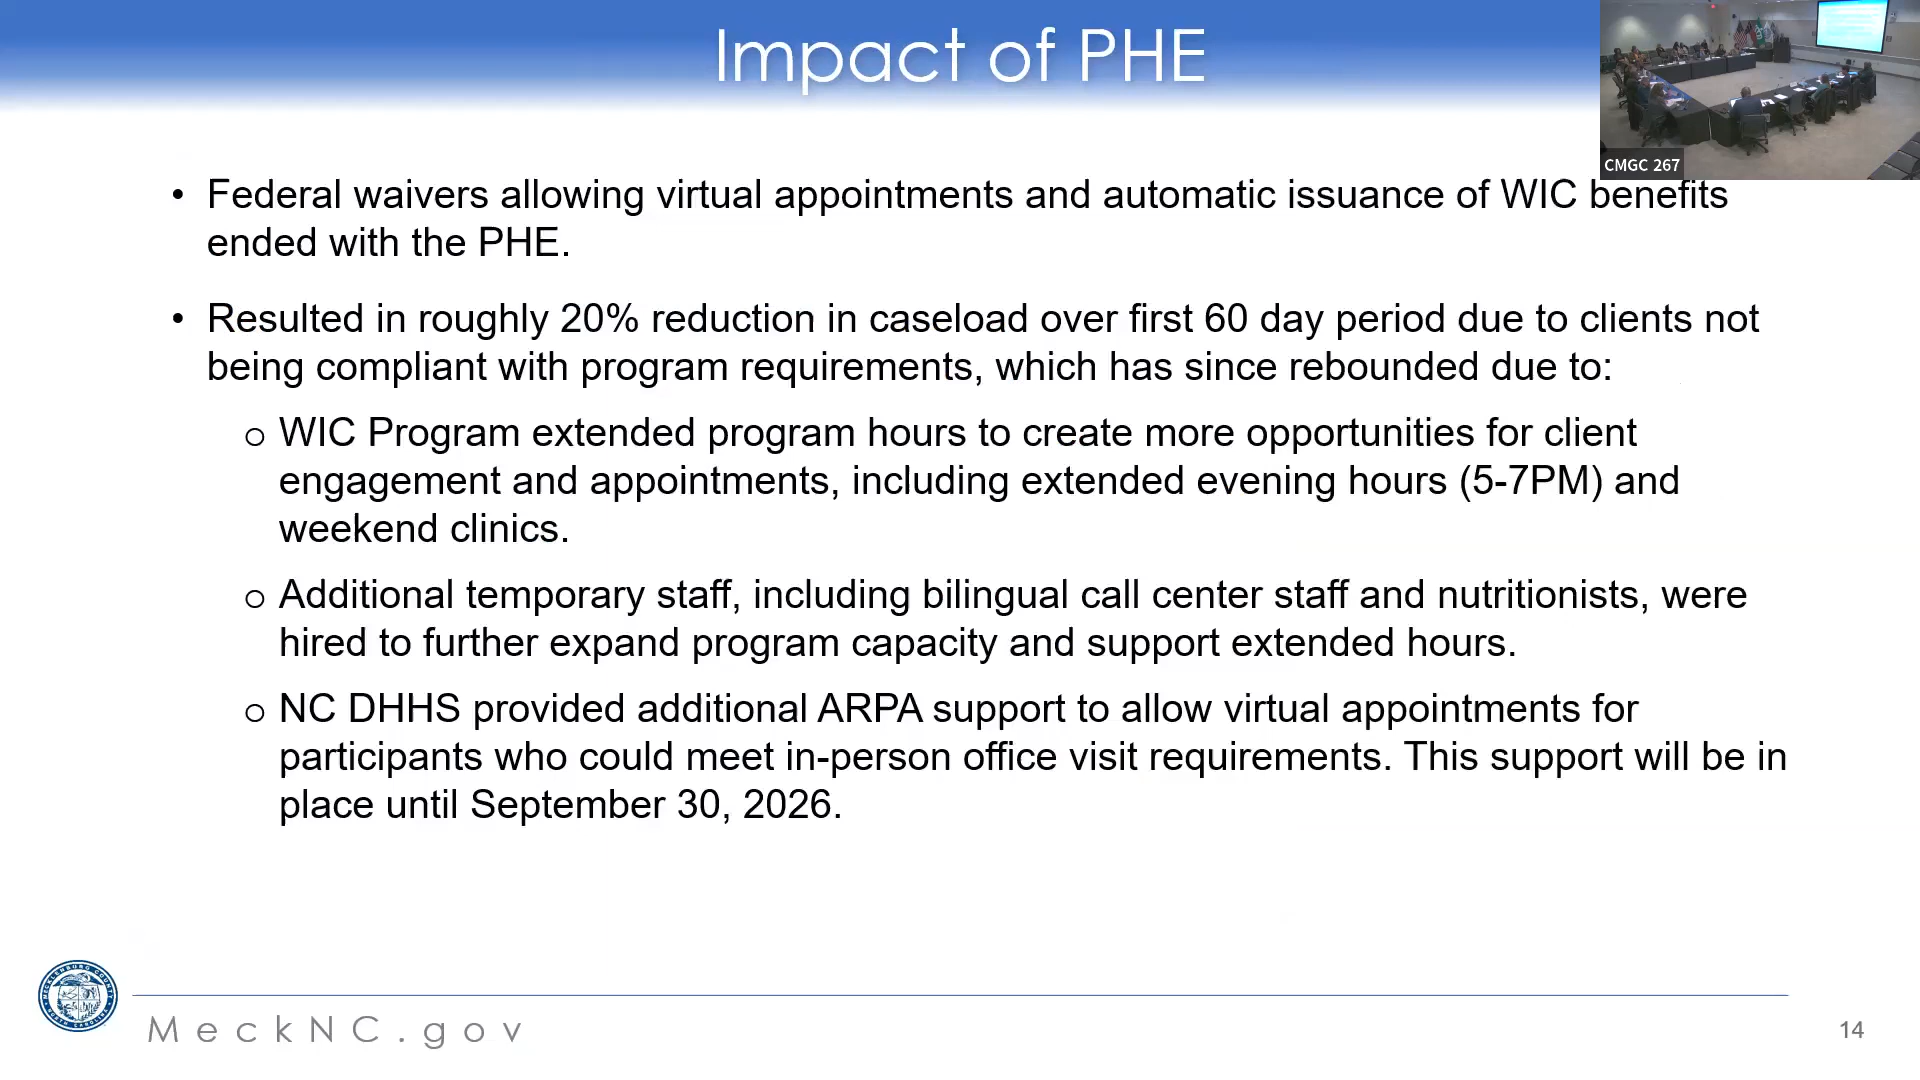 Impact of PHE
CMGC 267
• Federal waivers allowing virtual appointments and automatic issuance of WIC benefits
ended with the PHE.
• Resulted in roughly 20% reduction in caseload over first 60 day period due to clients not
being compliant with program requirements, which has since rebounded due to:
o WIC Program extended program hours to create more opportunities for client
engagement and appointments, including extended evening hours (5-7PM) and
weekend clinics.
o Additional temporary staff, including bilingual call center staff and nutritionists, were
hired to further expand program capacity and support extended hours.
o NC DHHS provided additional ARPA support to allow virtual appointments for
participants who could meet in-person office visit requirements. This support will be in
place until September 30, 2026.
MECKLENBURG COUNTY
NORTH CAROLINA
MeckNC.gov
14